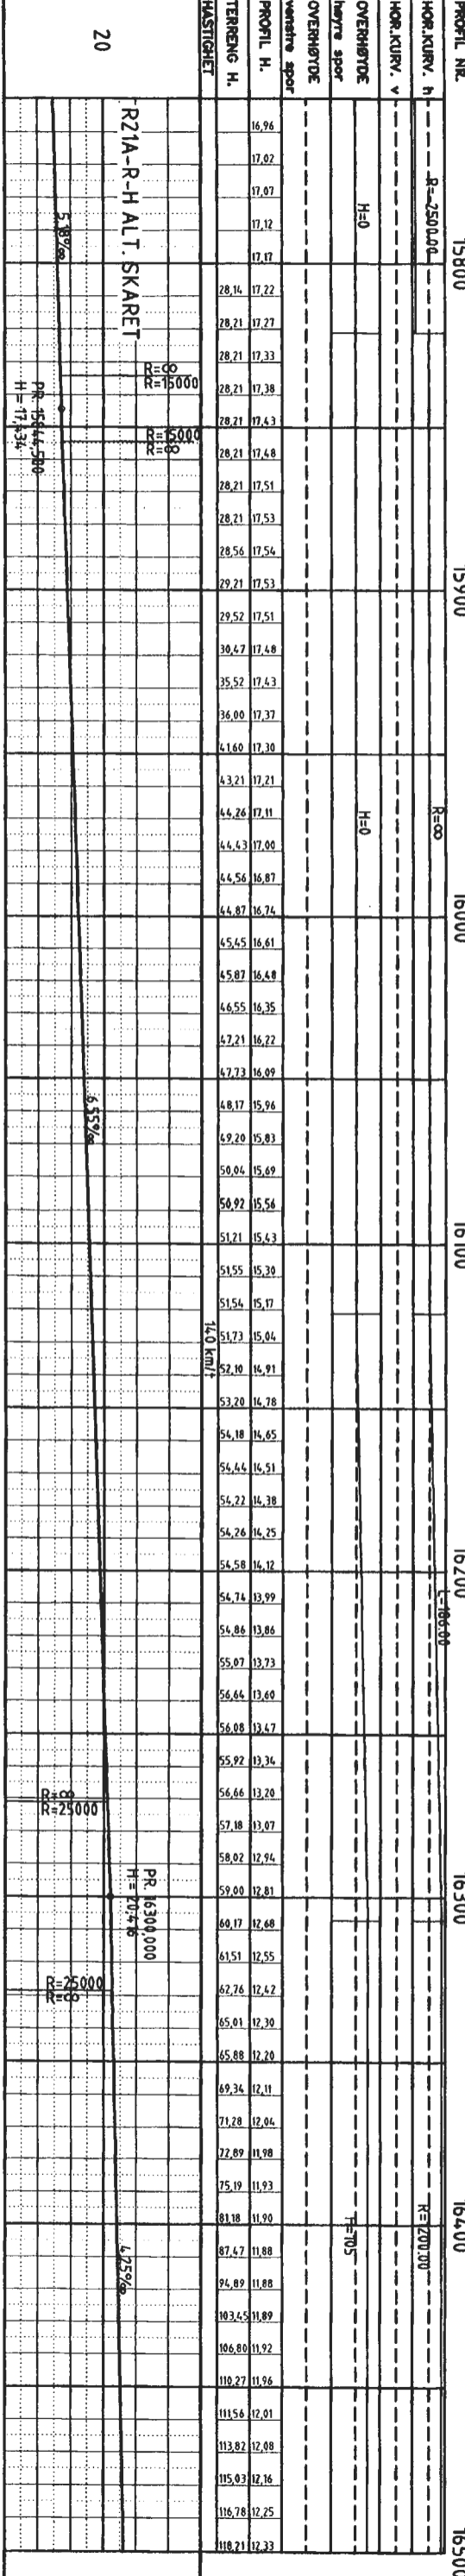 PROFIL NR. 15800 15900 16000 16100 16200 16300 16400 16500
HOR.KURV. h R=-2500.00 R=∞ L=186.00 R=1200.00
HOR.KURV. v
OVERHØYDE H=0 H=0 H=105
høyre spor
OVERHØYDE
venstre spor
PROFIL H. 16,96 17,02 17,07 17,12 17,17 17,22 17,27 17,33 17,38 17,43 17,48 17,51 17,53 17,54 17,53 17,51 17,48 17,43 17,37 17,30 17,21 17,11 17,00 16,87 16,74 16,61 16,48 16,35 16,22 16,09 15,96 15,83 15,69 15,56 15,43 15,30 15,17 15,04 14,91 14,78 14,65 14,51 14,38 14,25 14,12 13,99 13,86 13,73 13,60 13,47 13,34 13,20 13,07 12,94 12,81 12,68 12,55 12,42 12,30 12,20 12,11 12,04 11,98 11,93 11,90 11,88 11,88 11,89 11,92 11,96 12,01 12,08 12,16 12,25 12,33
TERRENG H. 28,14 28,21 28,21 28,21 28,21 28,21 28,21 28,21 28,56 29,21 29,52 30,47 35,52 36,00 41,60 43,21 44,26 44,43 44,56 44,87 45,45 45,87 46,55 47,21 47,73 48,17 49,20 50,04 50,92 51,21 51,55 51,54 51,73 52,10 53,20 54,18 54,44 54,22 54,26 54,58 54,74 54,86 55,07 56,64 56,08 55,92 56,66 57,18 58,02 59,00 60,17 61,51 62,76 65,01 65,88 69,34 71,28 72,89 75,19 81,18 87,47 94,89 103,45 106,80 110,27 111,56 113,82 115,03 116,78 118,21
HASTIGHET 140 km/t
R=∞ R=15000
R=15000 R=∞
R21A-R-H ALT. SKARET
20
PR. 16300,000
H = 20,416
5,18‰ 6,55‰ 4,25‰
R=∞ R=25000
R=25000 R=∞
PR. 15844,580
H = 17,434